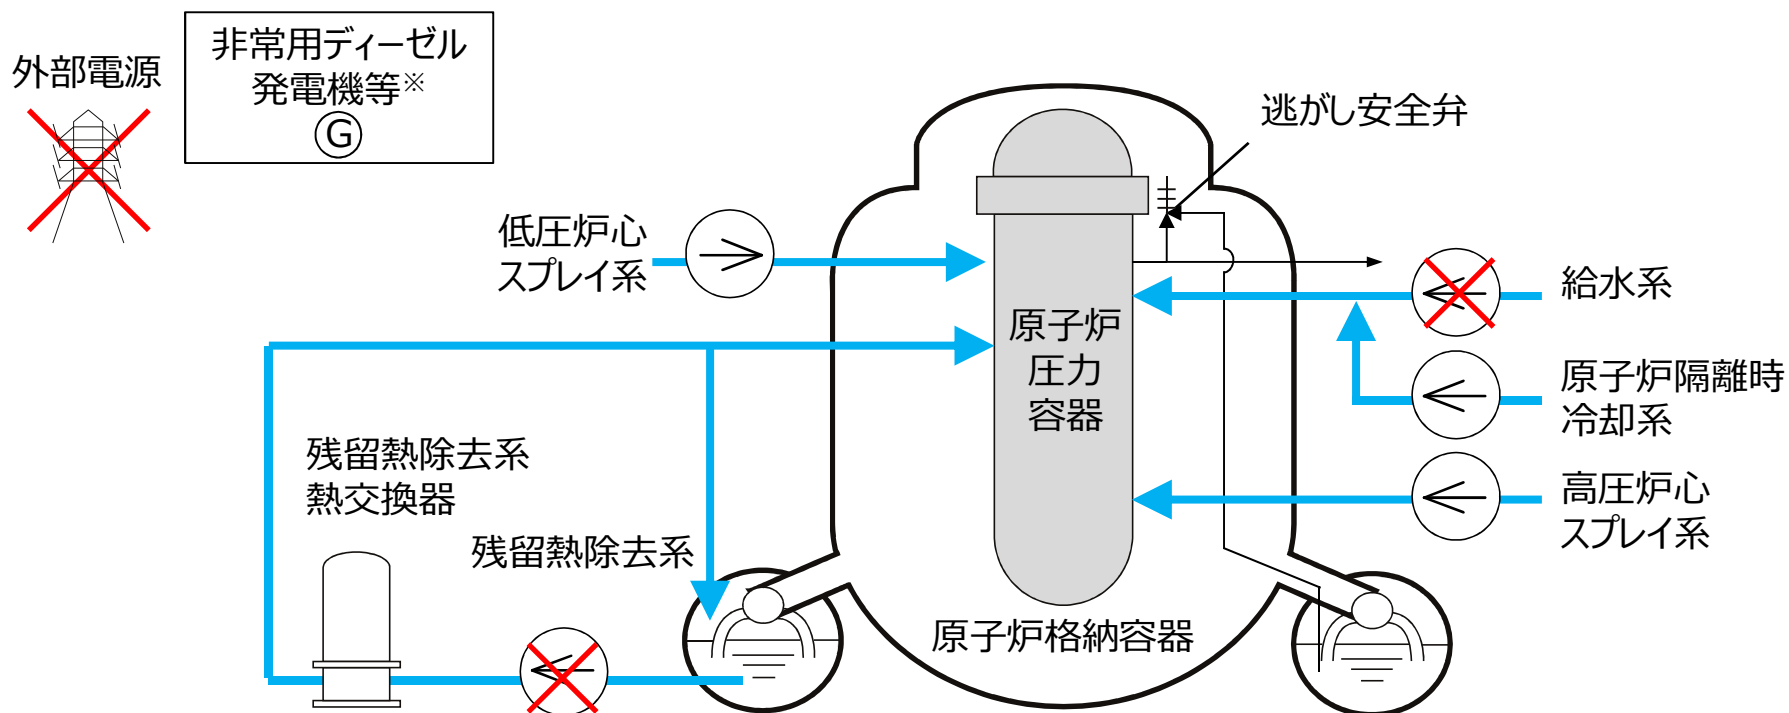 外部電源
非常用ディーゼル
発電機等※
G
逃がし安全弁
低圧炉心
スプレイ系
給水系
原子炉
圧力
容器
原子炉隔離時
冷却系
残留熱除去系
熱交換器
高圧炉心
スプレイ系
残留熱除去系
原子炉格納容器